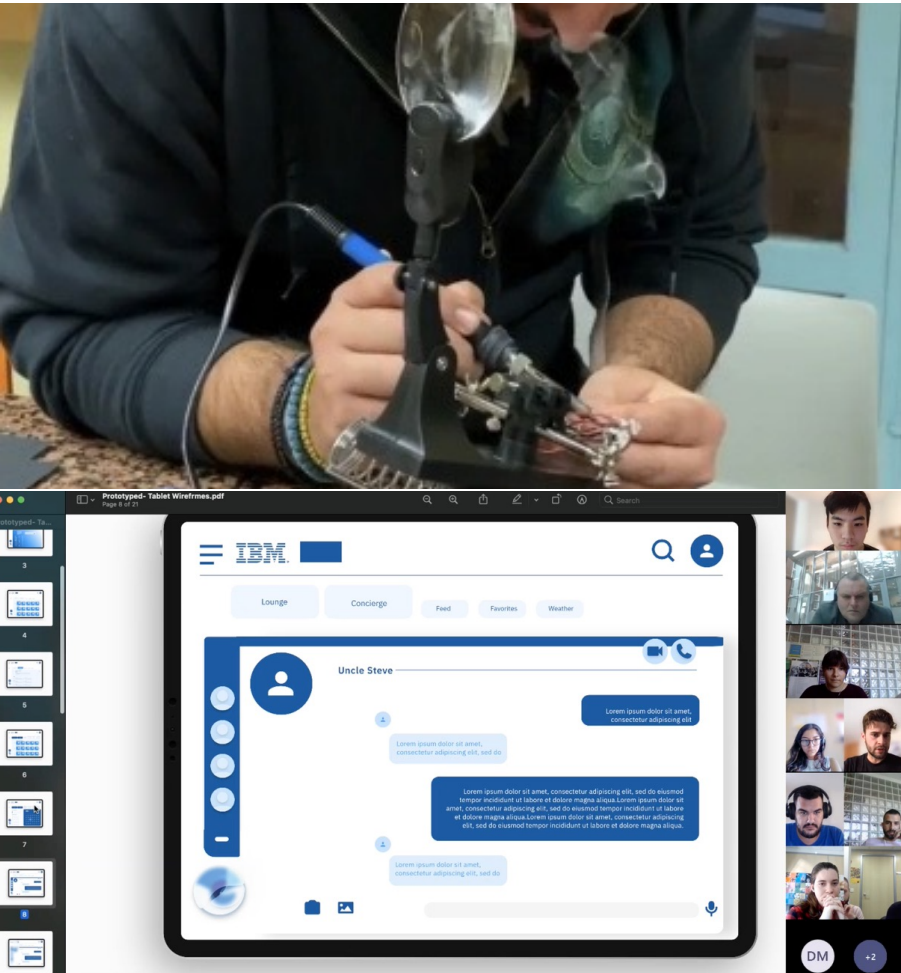 Prototyped- Tablet Wirefrmes.pdf
Page 8 of 21
Search
ototyped- Ta...
3
4
5
6
7
8
IBM.
Lounge
Concierge
Feed
Favorites
Weather
Uncle Steve
Lorem ipsum dolor sit amet,
consectetur adipiscing elit
Lorem ipsum dolor sit amet,
consectetur adipiscing elit, sed do
Lorem ipsum dolor sit amet, consectetur adipiscing elit, sed do eiusmod
tempor incididunt ut labore et dolore magna aliqua.Lorem ipsum dolor sit
amet, consectetur adipiscing elit, sed do eiusmod tempor incididunt ut labore
et dolore magna aliqua.Lorem ipsum dolor sit amet, consectetur adipiscing
elit, sed do eiusmod tempor incididunt ut labore et dolore magna aliqua.
Lorem ipsum dolor sit amet,
consectetur adipiscing elit, sed do
DM
+2